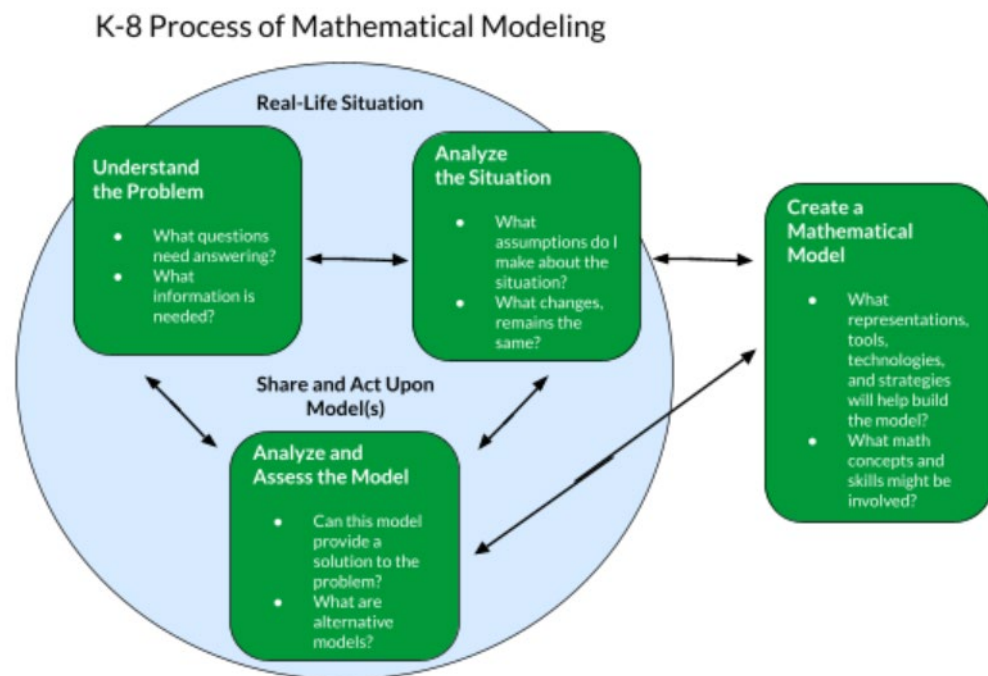 K-8 Process of Mathematical Modeling
Real-Life Situation
Understand
the Problem
● What questions
need answering?
● What
information is
needed?
Analyze
the Situation
● What
assumptions do I
make about the
situation?
● What changes,
remains the
same?
Create a
Mathematical
Model
● What
representations,
tools,
technologies,
and strategies
will help build
the model?
● What math
concepts and
skills might be
involved?
Share and Act Upon
Model(s)
Analyze and
Assess the Model
● Can this model
provide a
solution to the
problem?
● What are
alternative
models?